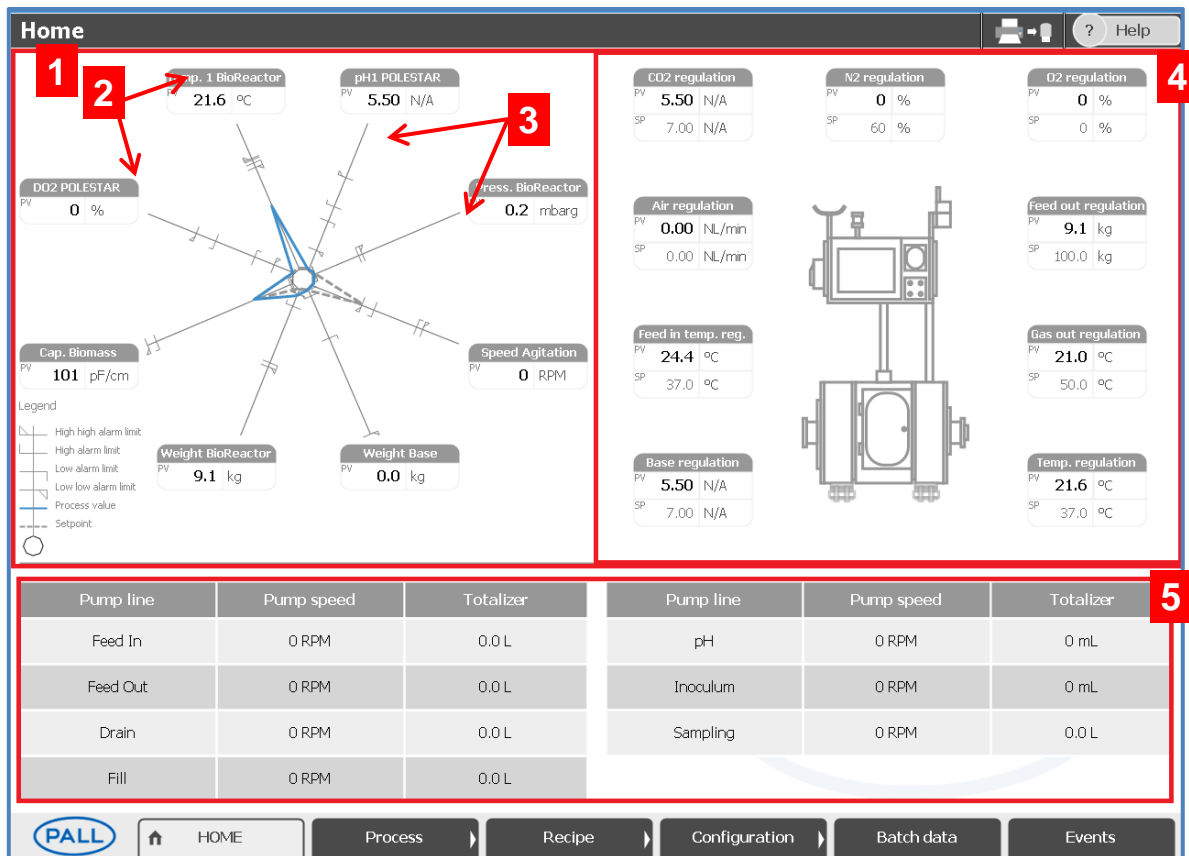 Home
? Help
1
2
3
4
5
Temp. 1 BioReactor
PV 21.6 ºC
pH1 POLESTAR
PV 5.50 N/A
DO2 POLESTAR
PV 0 %
Press. BioReactor
0.2 mbarg
Cap. Biomass
PV 101 pF/cm
Speed Agitation
PV 0 RPM
Weight BioReactor
PV 9.1 kg
Weight Base
PV 0.0 kg
Legend
High high alarm limit
High alarm limit
Low alarm limit
Low low alarm limit
Process value
Setpoint
CO2 regulation
PV 5.50 N/A
SP 7.00 N/A
N2 regulation
PV 0 %
SP 60 %
O2 regulation
PV 0 %
SP 0 %
Air regulation
PV 0.00 NL/min
SP 0.00 NL/min
Feed out regulation
PV 9.1 kg
SP 100.0 kg
Feed in temp. reg.
PV 24.4 ºC
SP 37.0 ºC
Gas out regulation
PV 21.0 ºC
SP 50.0 ºC
Base regulation
PV 5.50 N/A
SP 7.00 N/A
Temp. regulation
PV 21.6 ºC
SP 37.0 ºC
Pump line Pump speed Totalizer
Feed In 0 RPM 0.0 L
Feed Out 0 RPM 0.0 L
Drain 0 RPM 0.0 L
Fill 0 RPM 0.0 L
Pump line Pump speed Totalizer
pH 0 RPM 0 mL
Inoculum 0 RPM 0 mL
Sampling 0 RPM 0.0 L
PALL HOME Process Recipe Configuration Batch data Events